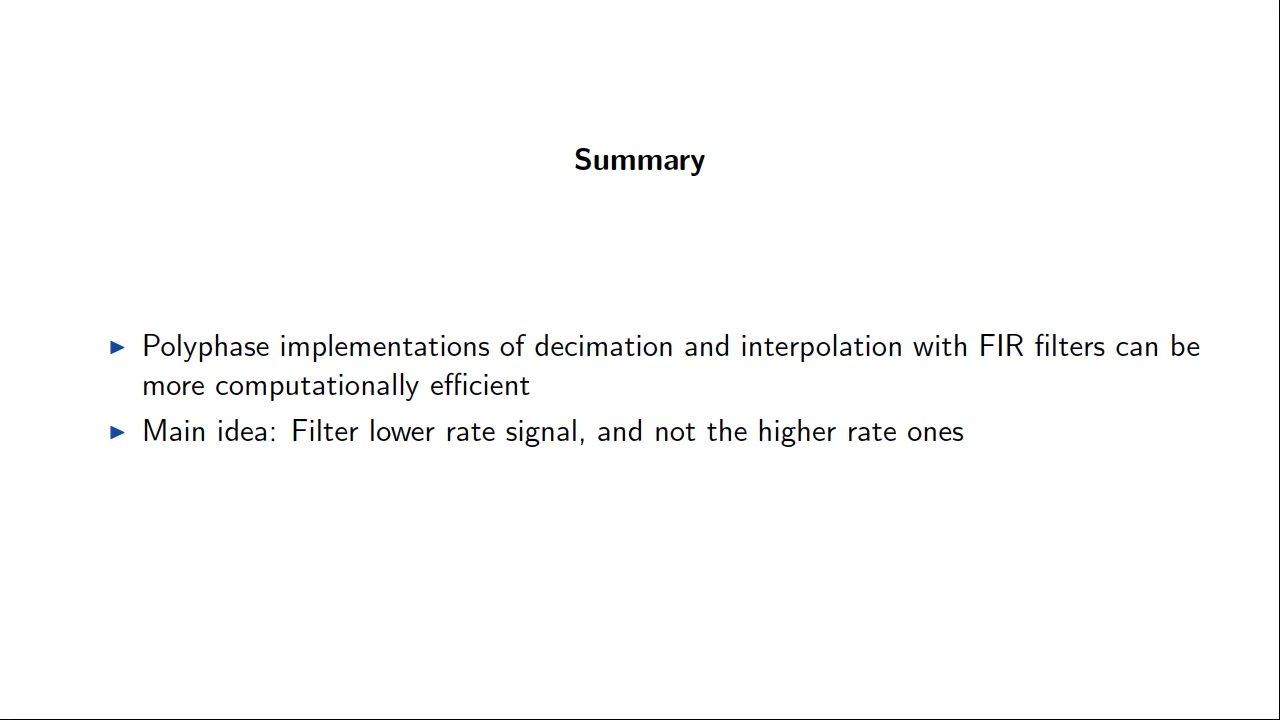 Summary
▶ Polyphase implementations of decimation and interpolation with FIR filters can be
more computationally efficient
▶ Main idea: Filter lower rate signal, and not the higher rate ones